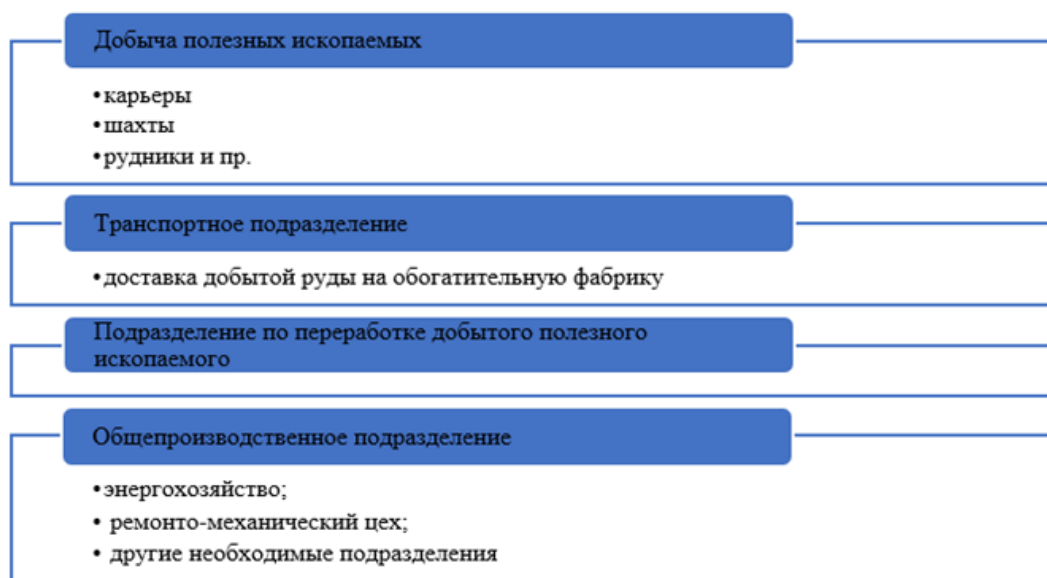 Добыча полезных ископаемых
•карьеры
•шахты
•рудники и пр.
Транспортное подразделение
•доставка добытой руды на обогатительную фабрику
Подразделение по переработке добытого полезного
ископаемого
Общепроизводственное подразделение
•энергохозяйство;
• ремонто-механический цех;
• другие необходимые подразделения